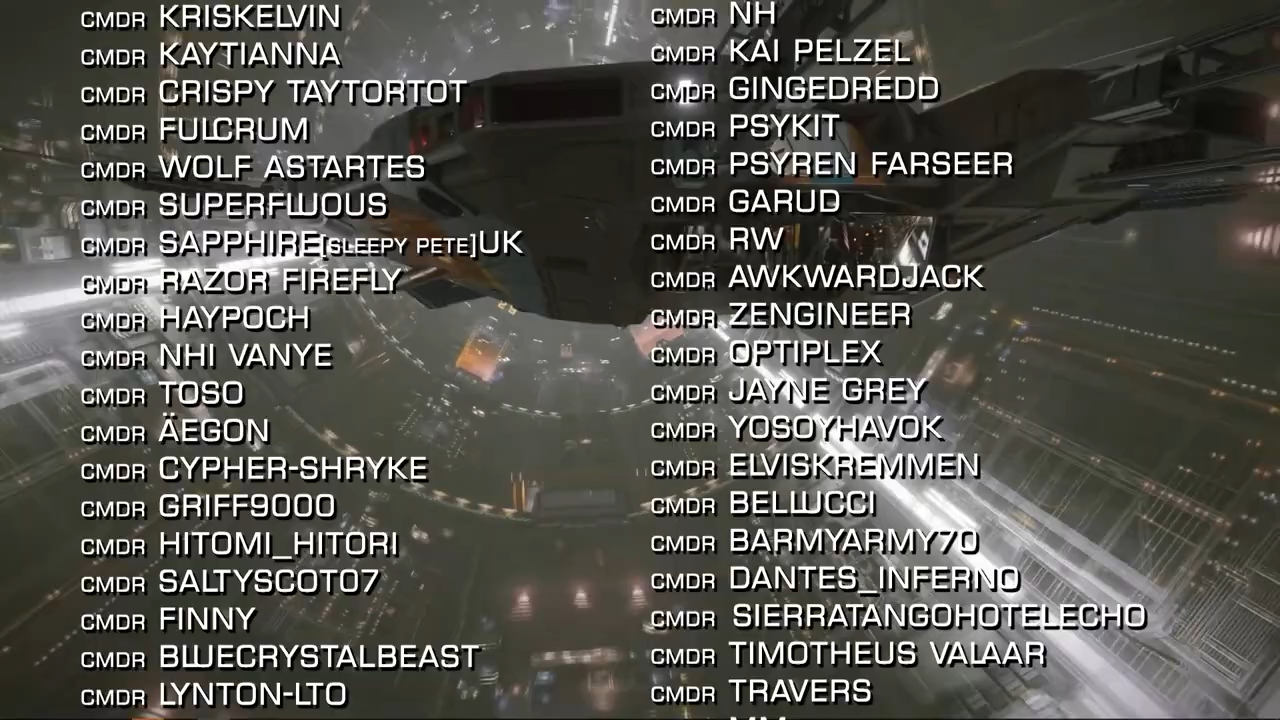 CMDR KRISKELVIN
CMDR KAYTIANNA
CMDR CRISPY TAYTORTOT
CMDR FULCRUM
CMDR WOLF ASTARTES
CMDR SUPERFLUOUS
CMDR SAPPHIRE[SLEEPY PETE]UK
CMDR RAZOR FIREFLY
CMDR HAYPOCH
CMDR NHI VANYE
CMDR TOSO
CMDR ÄEGON
CMDR CYPHER-SHRYKE
CMDR GRIFF9000
CMDR HITOMI_HITORI
CMDR SALTYSCOT07
CMDR FINNY
CMDR BLUECRYSTALBEAST
CMDR LYNTON-LTO
CMDR NH
CMDR KAI PELZEL
CMDR GINGEDREDD
CMDR PSYKIT
CMDR PSYREN FARSEER
CMDR GARUD
CMDR RW
CMDR AWKWARDJACK
CMDR ZENGINEER
CMDR OPTIPLEX
CMDR JAYNE GREY
CMDR YOSOYHAVOK
CMDR ELVISKREMMEN
CMDR BELLUCCI
CMDR BARMYARMY70
CMDR DANTES_INFERNO
CMDR SIERRATANGOHOTELECHO
CMDR TIMOTHEUS VALAAR
CMDR TRAVERS